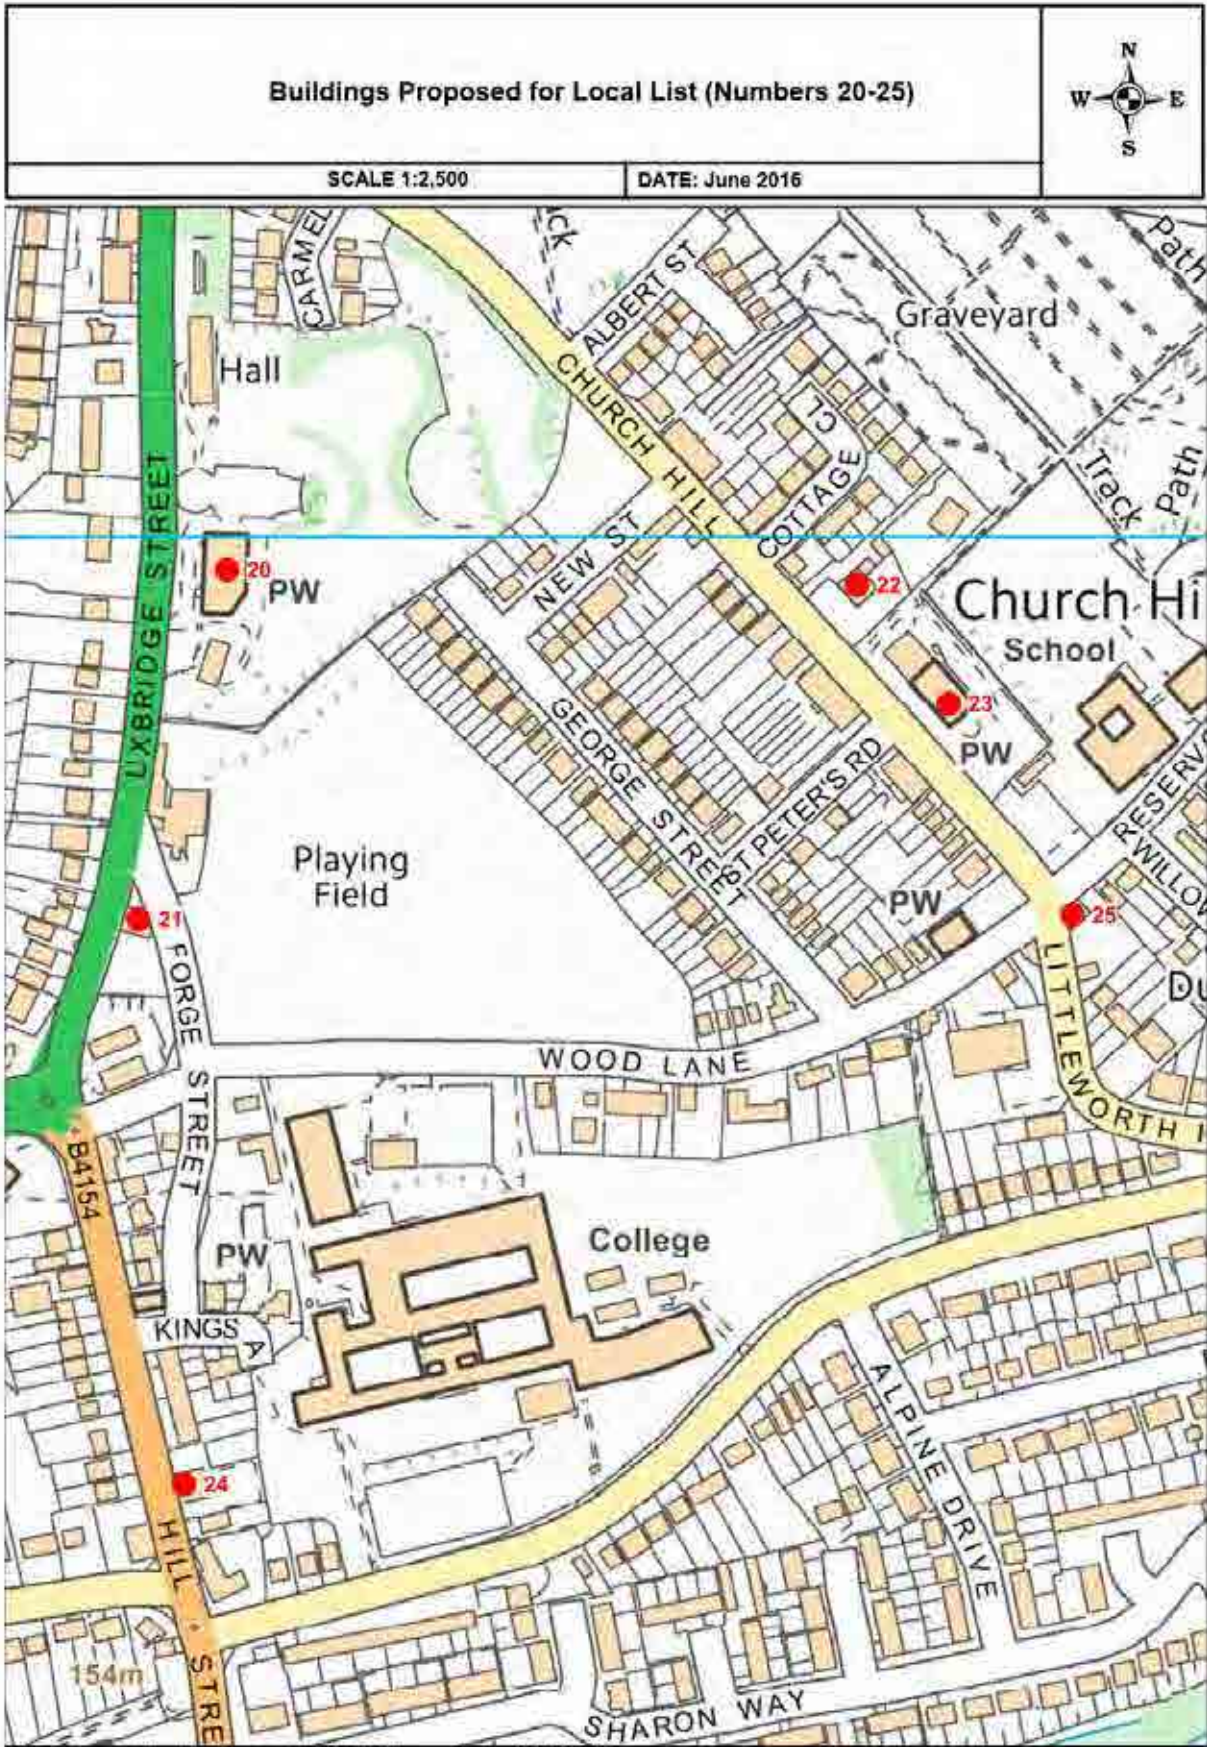 Buildings Proposed for Local List (Numbers 20-25)
N
W E
S
SCALE 1:2,500
DATE: June 2016
CARMEL
ALBERT ST
Path
Graveyard
Hall
CHURCH HILL
COTTAGE CL
Track
Path
UXBRIDGE STREET
NEW ST
20
PW
22
Church Hi
School
23
PW
GEORGE STREET
ST PETER'S RD
RESERV
WILLOW
Playing
Field
PW
21
25
FORGE STREET
LITTLEWORTH
Du
WOOD LANE
B4154
PW
College
KINGS A
ALPINE DRIVE
24
HILL STRE
154m
SHARON WAY